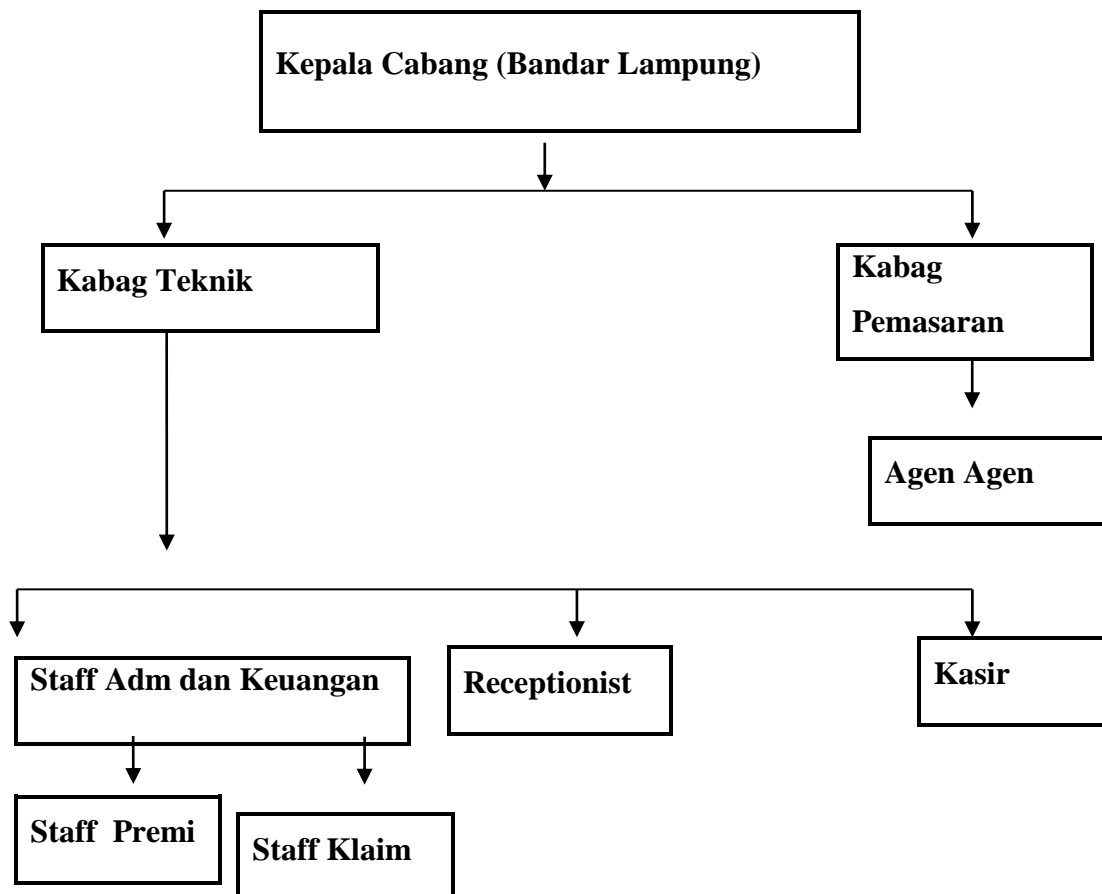 Kepala Cabang (Bandar Lampung)
Kabag Teknik
Kabag
Pemasaran
Agen Agen
Staff Adm dan Keuangan
Receptionist
Kasir
Staff Premi
Staff Klaim